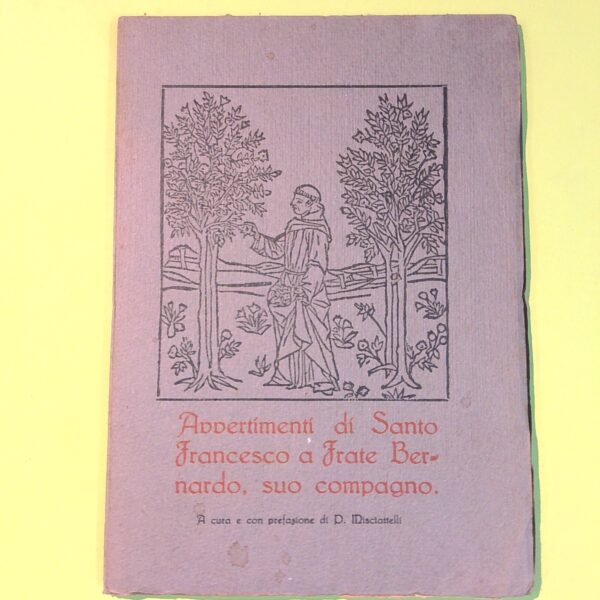 Avvertimenti di Santo
Francesco a Frate Ber-
nardo, suo compagno.
A cura e con prefazione di P. Misciattelli